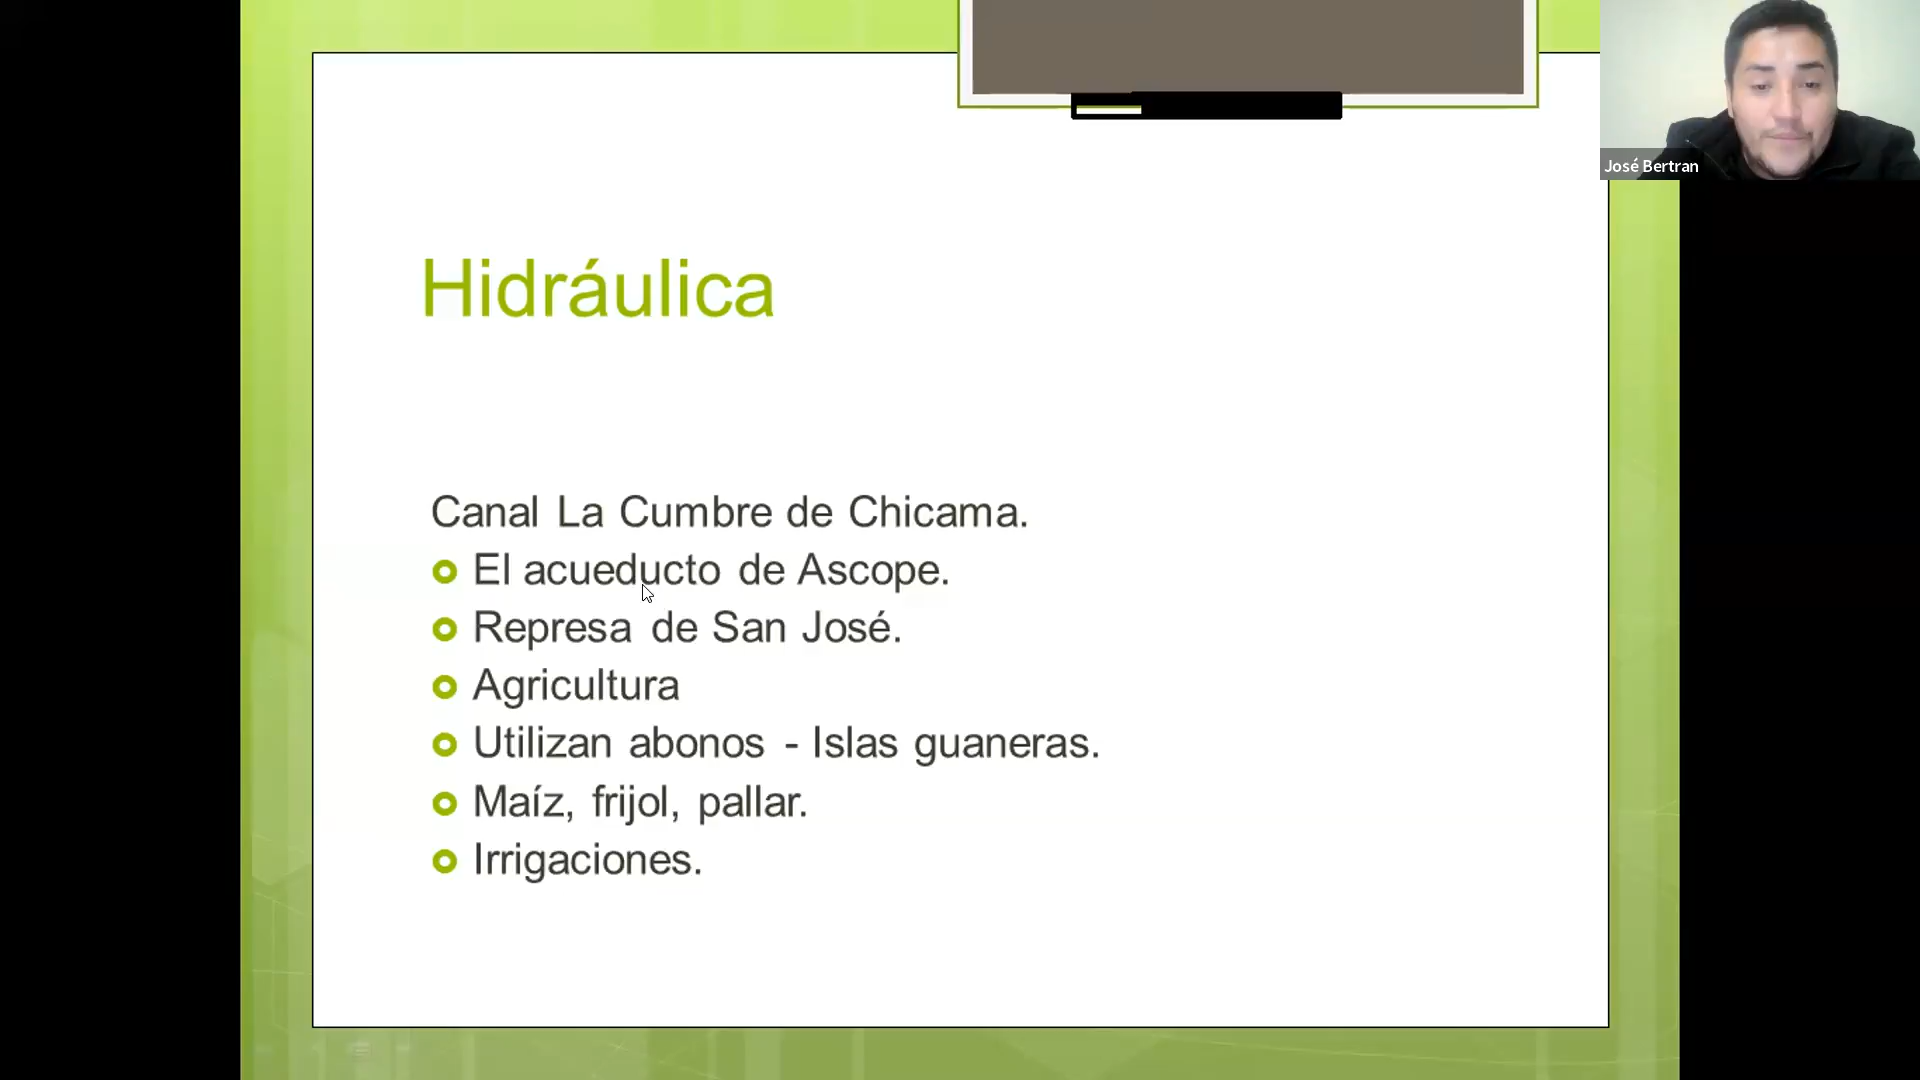 José Bertran
Hidráulica
Canal La Cumbre de Chicama.
El acueducto de Ascope.
Represa de San José.
Agricultura
Utilizan abonos - Islas guaneras.
Maíz, frijol, pallar.
Irrigaciones.